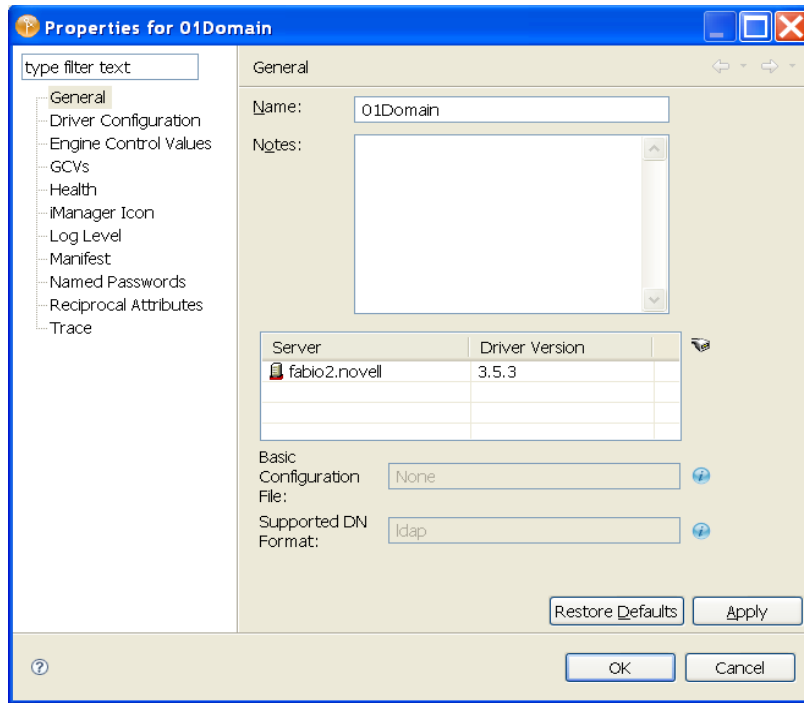 Properties for 01Domain
type filter text
General
Driver Configuration
Engine Control Values
GCVs
Health
iManager Icon
Log Level
Manifest
Named Passwords
Reciprocal Attributes
Trace
General
Name: 01Domain
Notes:
Server Driver Version
fabio2.novell 3.5.3
Basic
Configuration
File:
None
Supported DN
Format:
ldap
Restore Defaults Apply
OK Cancel